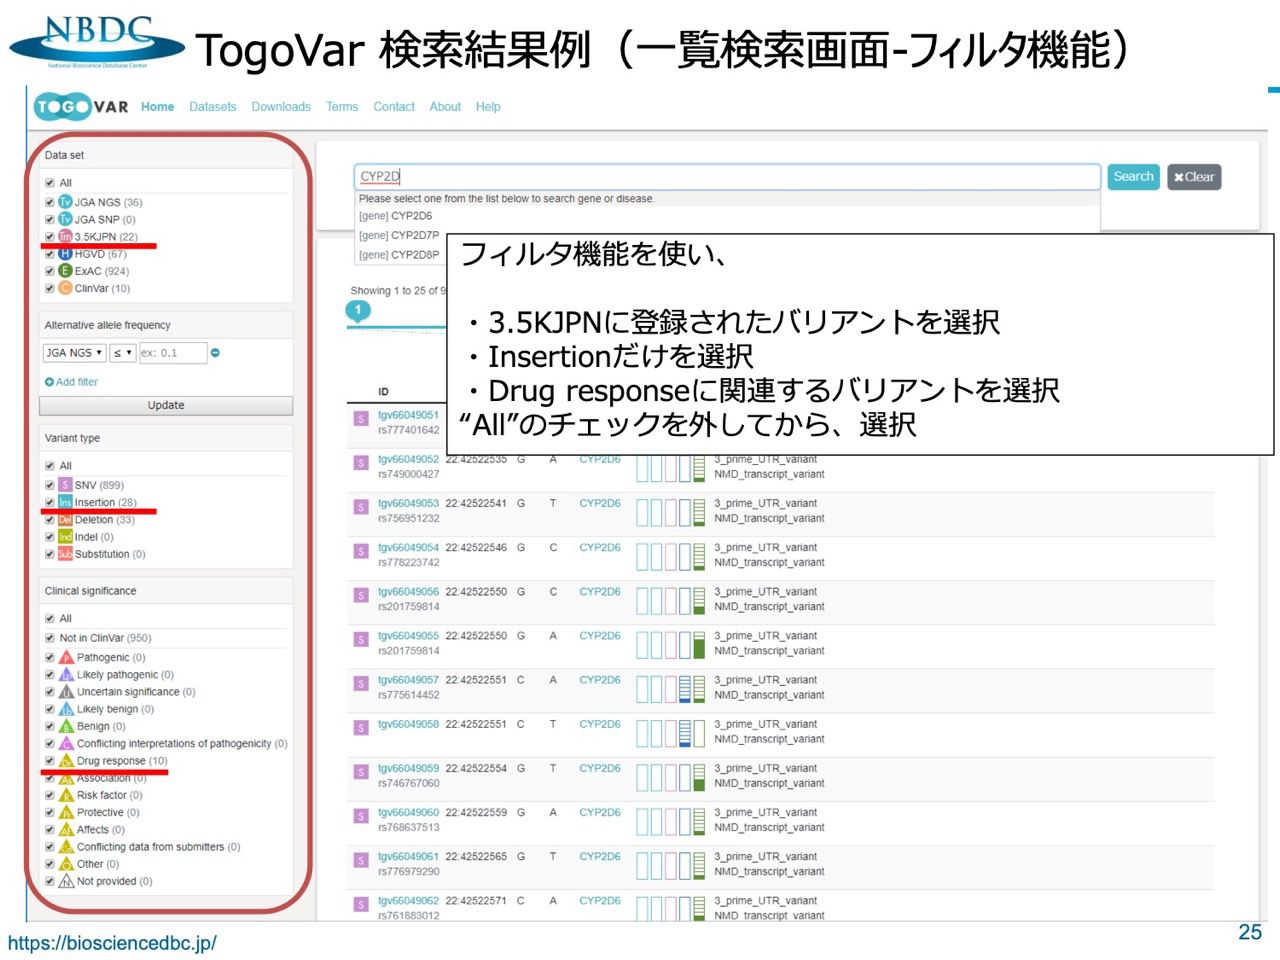 NBDC
National Bioscience Database Center
TogoVar 検索結果例（一覧検索画面-フィルタ機能）
TOGO VAR Home Datasets Downloads Terms Contact About Help
Data set
All
Tv JGA NGS (36)
Tv JGA SNP (0)
Tm 3.5KJPN (22)
H HGVD (67)
E ExAC (924)
C ClinVar (10)
Alternative allele frequency
JGA NGS ≤ ex: 0.1
Add filter
Update
Variant type
All
S SNV (899)
Ins Insertion (28)
Del Deletion (33)
Ind Indel (0)
Sub Substitution (0)
Clinical significance
All
Not in ClinVar (950)
P Pathogenic (0)
Lp Likely pathogenic (0)
U Uncertain significance (0)
Lb Likely benign (0)
B Benign (0)
C Conflicting interpretations of pathogenicity (0)
Dr Drug response (10)
As Association (0)
R Risk factor (0)
Pr Protective (0)
Af Affects (0)
Cd Conflicting data from submitters (0)
O Other (0)
N Not provided (0)
CYP2D Search ✖Clear
Please select one from the list below to search gene or disease.
[gene] CYP2D6
[gene] CYP2D7P
[gene] CYP2D8P
Showing 1 to 25 of 9
1
フィルタ機能を使い、
・3.5KJPNに登録されたバリアントを選択
・Insertionだけを選択
・Drug responseに関連するバリアントを選択
“All”のチェックを外してから、選択
ID
S tgv66049051
rs777401642
S tgv66049052 22:42522535 G A CYP2D6 3_prime_UTR_variant
rs749000427 NMD_transcript_variant
S tgv66049053 22:42522541 G T CYP2D6 3_prime_UTR_variant
rs756951232 NMD_transcript_variant
S tgv66049054 22:42522546 G C CYP2D6 3_prime_UTR_variant
rs778223742 NMD_transcript_variant
S tgv66049056 22:42522550 G C CYP2D6 3_prime_UTR_variant
rs201759814 NMD_transcript_variant
S tgv66049055 22:42522550 G A CYP2D6 3_prime_UTR_variant
rs201759814 NMD_transcript_variant
S tgv66049057 22:42522551 C A CYP2D6 3_prime_UTR_variant
rs775614452 NMD_transcript_variant
S tgv66049058 22:42522551 C T CYP2D6 3_prime_UTR_variant
NMD_transcript_variant
S tgv66049059 22:42522554 G T CYP2D6 3_prime_UTR_variant
rs746767060 NMD_transcript_variant
S tgv66049060 22:42522559 G A CYP2D6 3_prime_UTR_variant
rs768637513 NMD_transcript_variant
S tgv66049061 22:42522565 G T CYP2D6 3_prime_UTR_variant
rs776979290 NMD_transcript_variant
S tgv66049062 22:42522571 C A CYP2D6 3_prime_UTR_variant
rs761883012 NMD_transcript_variant
https://biosciencedbc.jp/
25